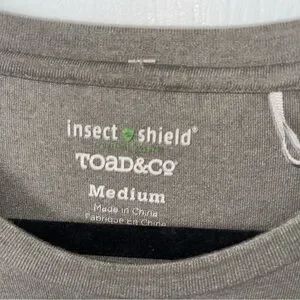 insect shield®
TOAD&CO®
Medium
Made in China
Fabriqué En Chine